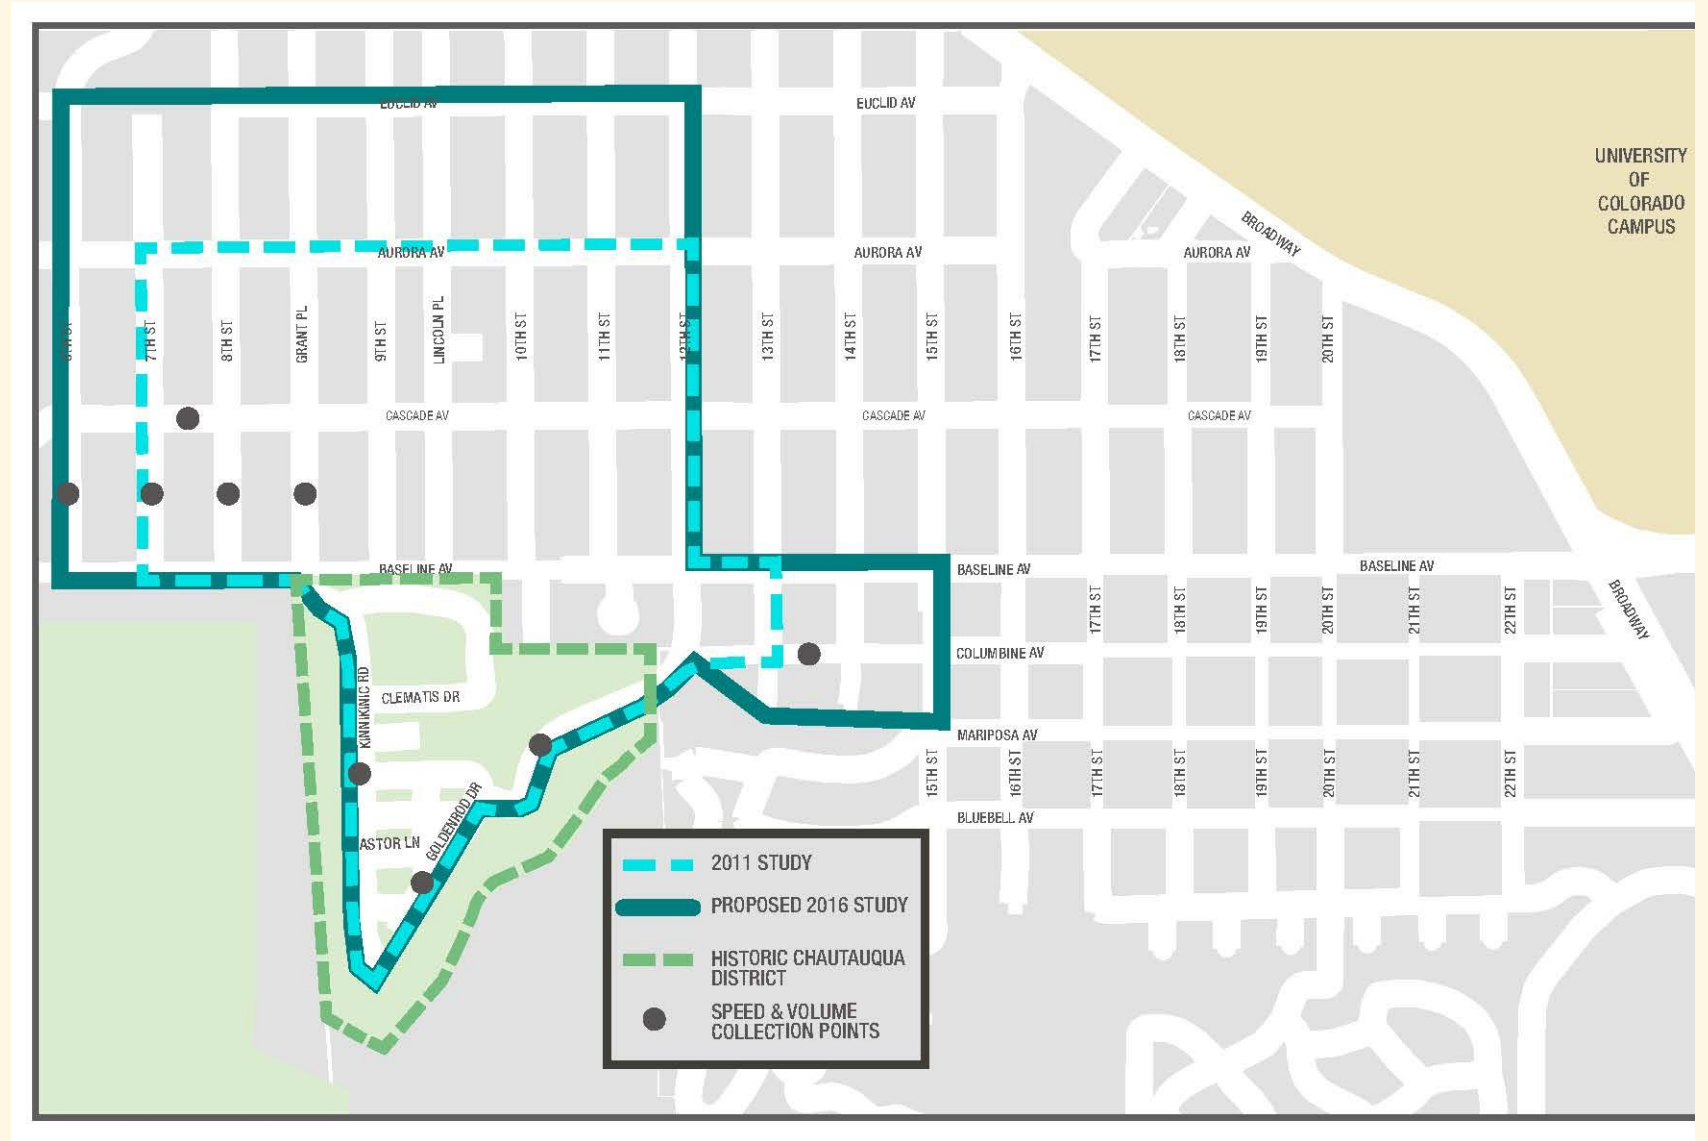 EUCLID AV
EUCLID AV
UNIVERSITY
OF
COLORADO
CAMPUS
BROADWAY
AURORA AV
AURORA AV
AURORA AV
6TH ST
7TH ST
8TH ST
GRANT PL
9TH ST
LINCOLN PL
10TH ST
11TH ST
12TH ST
13TH ST
14TH ST
15TH ST
16TH ST
17TH ST
18TH ST
19TH ST
20TH ST
CASCADE AV
CASCADE AV
CASCADE AV
BASELINE AV
BASELINE AV
BASELINE AV
17TH ST
18TH ST
19TH ST
20TH ST
21TH ST
22TH ST
BROADWAY
COLUMBINE AV
KINNIKINIC RD
CLEMATIS DR
MARIPOSA AV
15TH ST
16TH ST
17TH ST
18TH ST
19TH ST
20TH ST
21TH ST
22TH ST
ASTOR LN
GOLDENROD DR
BLUEBELL AV
2011 STUDY
PROPOSED 2016 STUDY
HISTORIC CHAUTAUQUA
DISTRICT
SPEED & VOLUME
COLLECTION POINTS